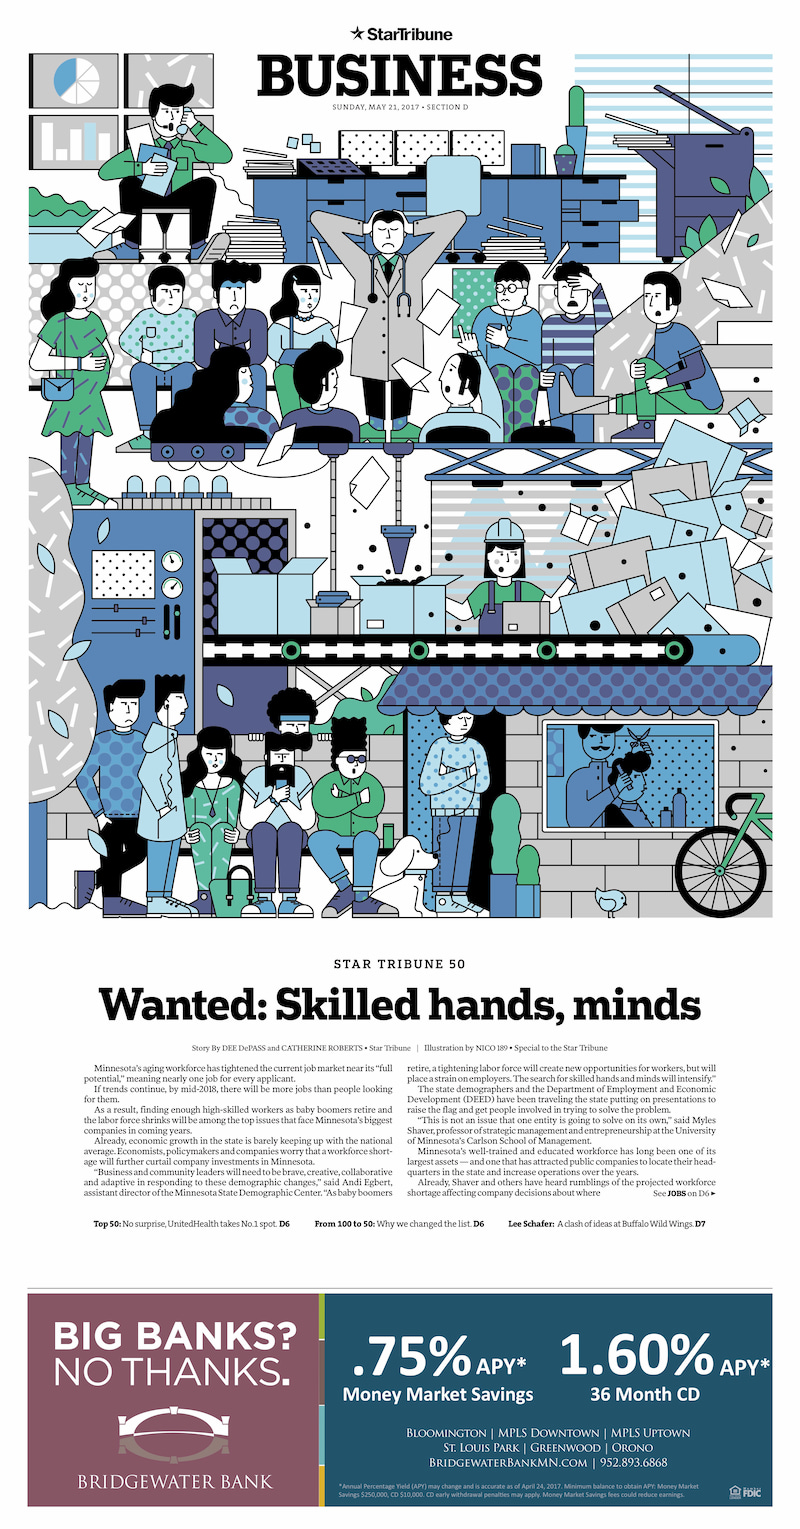 StarTribune
BUSINESS
SUNDAY, MAY 21, 2017 • SECTION D
STAR TRIBUNE 50
Wanted: Skilled hands, minds
Story By DEE DePASS and CATHERINE ROBERTS • Star Tribune | Illustration by NICO 189 • Special to the Star Tribune
Minnesota's aging workforce has tightened the current job market near its “full
potential,” meaning nearly one job for every applicant.
If trends continue, by mid-2018, there will be more jobs than people looking
for them.
As a result, finding enough high-skilled workers as baby boomers retire and
the labor force shrinks will be among the top issues that face Minnesota's biggest
companies in coming years.
Already, economic growth in the state is barely keeping up with the national
average. Economists, policymakers and companies worry that a workforce short-
age will further curtail company investments in Minnesota.
“Business and community leaders will need to be brave, creative, collaborative
and adaptive in responding to these demographic changes,” said Andi Egbert,
assistant director of the Minnesota State Demographic Center. “As baby boomers
retire, a tightening labor force will create new opportunities for workers, but will
place a strain on employers. The search for skilled hands and minds will intensify.”
The state demographers and the Department of Employment and Economic
Development (DEED) have been traveling the state putting on presentations to
raise the flag and get people involved in trying to solve the problem.
“This is not an issue that one entity is going to solve on its own,” said Myles
Shaver, professor of strategic management and entrepreneurship at the University
of Minnesota's Carlson School of Management.
Minnesota's well-trained and educated workforce has long been one of its
largest assets — and one that has attracted public companies to locate their head-
quarters in the state and increase operations over the years.
Already, Shaver and others have heard rumblings of the projected workforce
shortage affecting company decisions about where See JOBS on D6 ►
Top 50: No surprise, UnitedHealth takes No.1 spot. D6 From 100 to 50: Why we changed the list. D6 Lee Schafer: A clash of ideas at Buffalo Wild Wings. D7
BIG BANKS?
NO THANKS.
BRIDGEWATER BANK
.75% APY* 1.60% APY*
Money Market Savings 36 Month CD
BLOOMINGTON | MPLS DOWNTOWN | MPLS UPTOWN
ST. LOUIS PARK | GREENWOOD | ORONO
BRIDGEWATERBANKMN.COM | 952.893.6868
*Annual Percentage Yield (APY) may change and is accurate as of April 24, 2017. Minimum balance to obtain APY: Money Market
Savings $250,000, CD $10,000. CD early withdrawal penalties may apply. Money Market Savings fees could reduce earnings.
FDIC